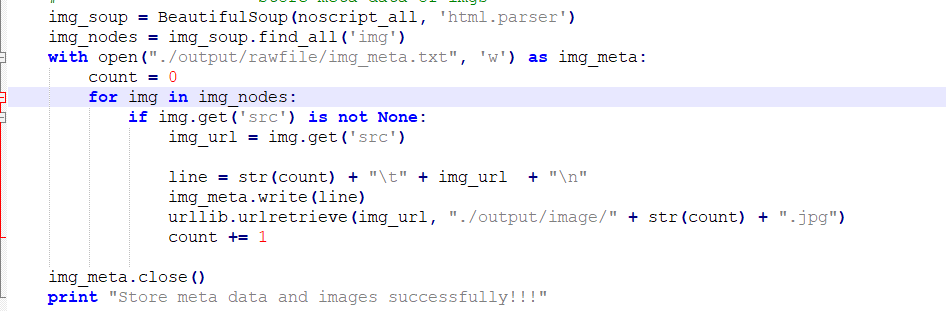 img_soup = BeautifulSoup(noscript_all, 'html.parser')
img_nodes = img_soup.find_all('img')
with open("./output/rawfile/img_meta.txt", 'w') as img_meta:
    count = 0
    for img in img_nodes:
        if img.get('src') is not None:
            img_url = img.get('src')

            line = str(count) + "\t" + img_url  + "\n"
            img_meta.write(line)
            urllib.urlretrieve(img_url, "./output/image/" + str(count) + ".jpg")
            count += 1

img_meta.close()
print "Store meta data and images successfully!!!"